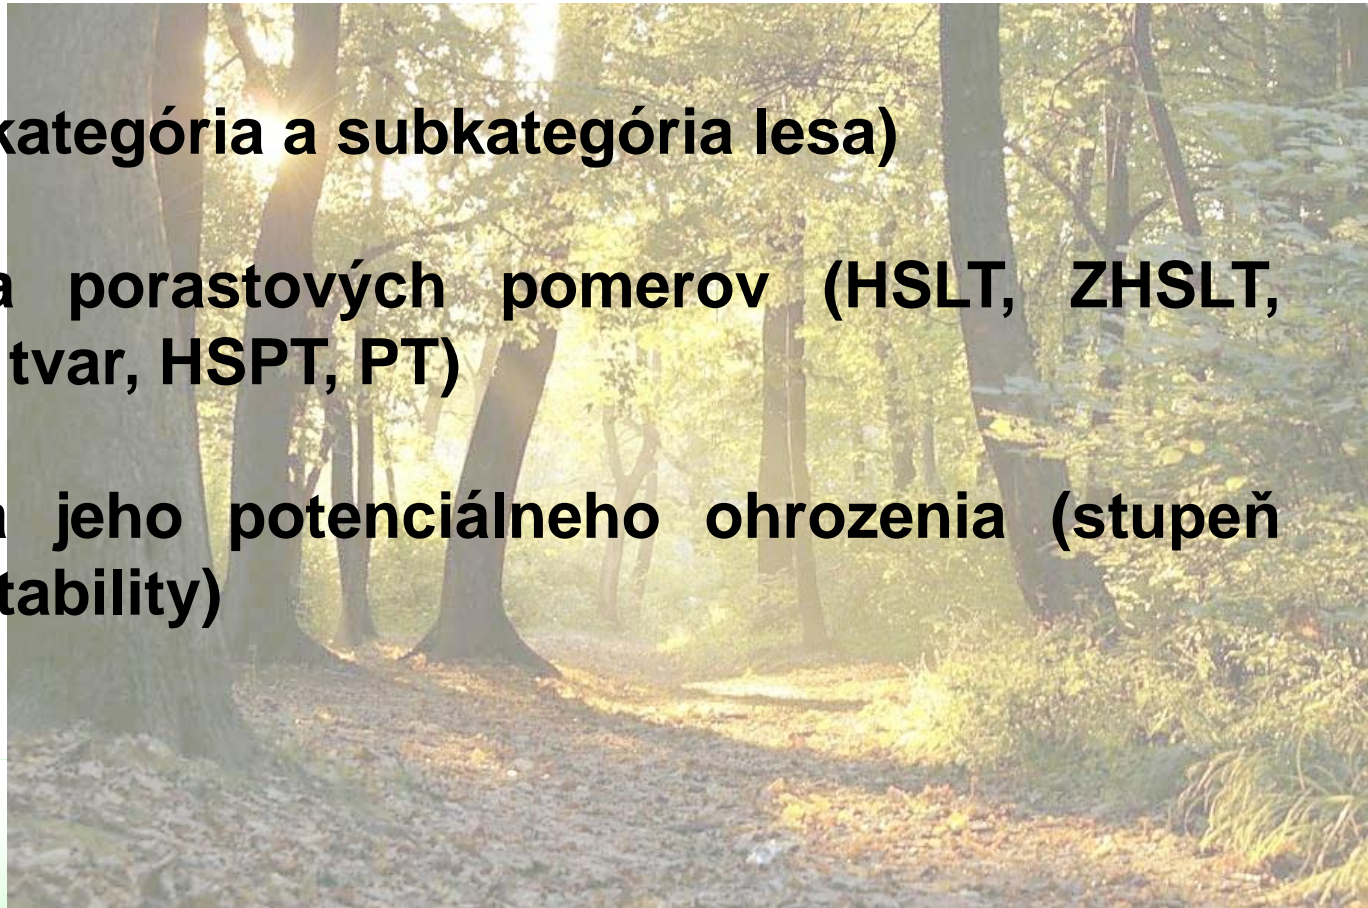 kategória a subkategória lesa)
a porastových pomerov (HSLT, ZHSLT,
tvar, HSPT, PT)
a jeho potenciálneho ohrozenia (stupeň
tability)